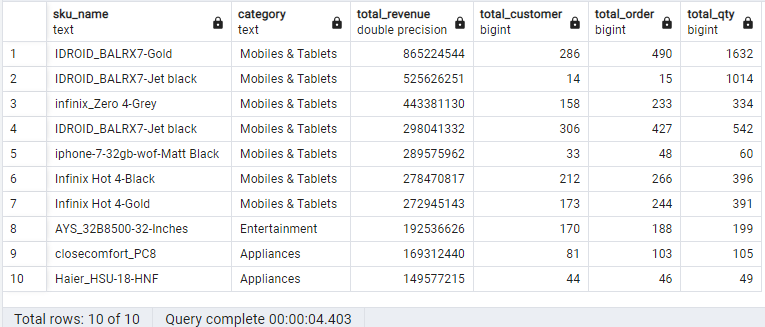 sku_name category total_revenue total_customer total_order total_qty
text text double precision bigint bigint bigint
1 IDROID_BALRX7-Gold Mobiles & Tablets 865224544 286 490 1632
2 IDROID_BALRX7-Jet black Mobiles & Tablets 525626251 14 15 1014
3 infinix_Zero 4-Grey Mobiles & Tablets 443381130 158 233 334
4 IDROID_BALRX7-Jet black Mobiles & Tablets 298041332 306 427 542
5 iphone-7-32gb-wof-Matt Black Mobiles & Tablets 289575962 33 48 60
6 Infinix Hot 4-Black Mobiles & Tablets 278470817 212 266 396
7 Infinix Hot 4-Gold Mobiles & Tablets 272945143 173 244 391
8 AYS_32B8500-32-Inches Entertainment 192536626 170 188 199
9 closecomfort_PC8 Appliances 169312440 81 103 105
10 Haier_HSU-18-HNF Appliances 149577215 44 46 49
Total rows: 10 of 10 Query complete 00:00:04.403